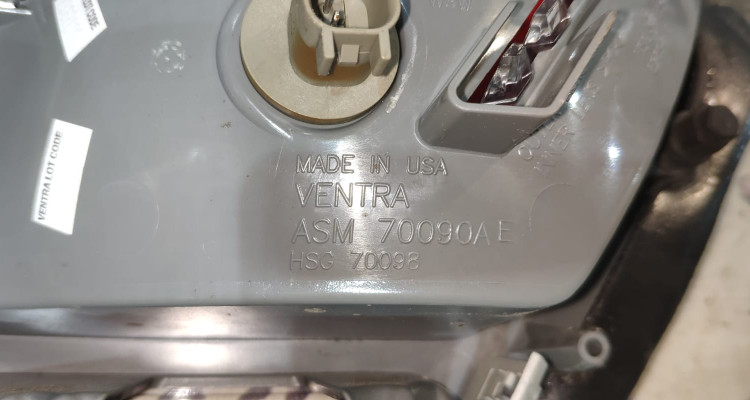 VENTRA LOT CODE
MADE IN USA
VENTRA
ASM 70090AE
HSG 70098